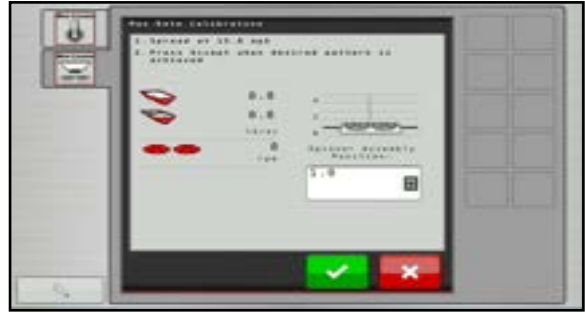 Max Rate Calibration
1. Spread at 15.0 mph
2. Press Accept when desired pattern is
achieved
0.0
0.0
lb/ac
0
rpm
Spinner Assembly
Position:
1.0